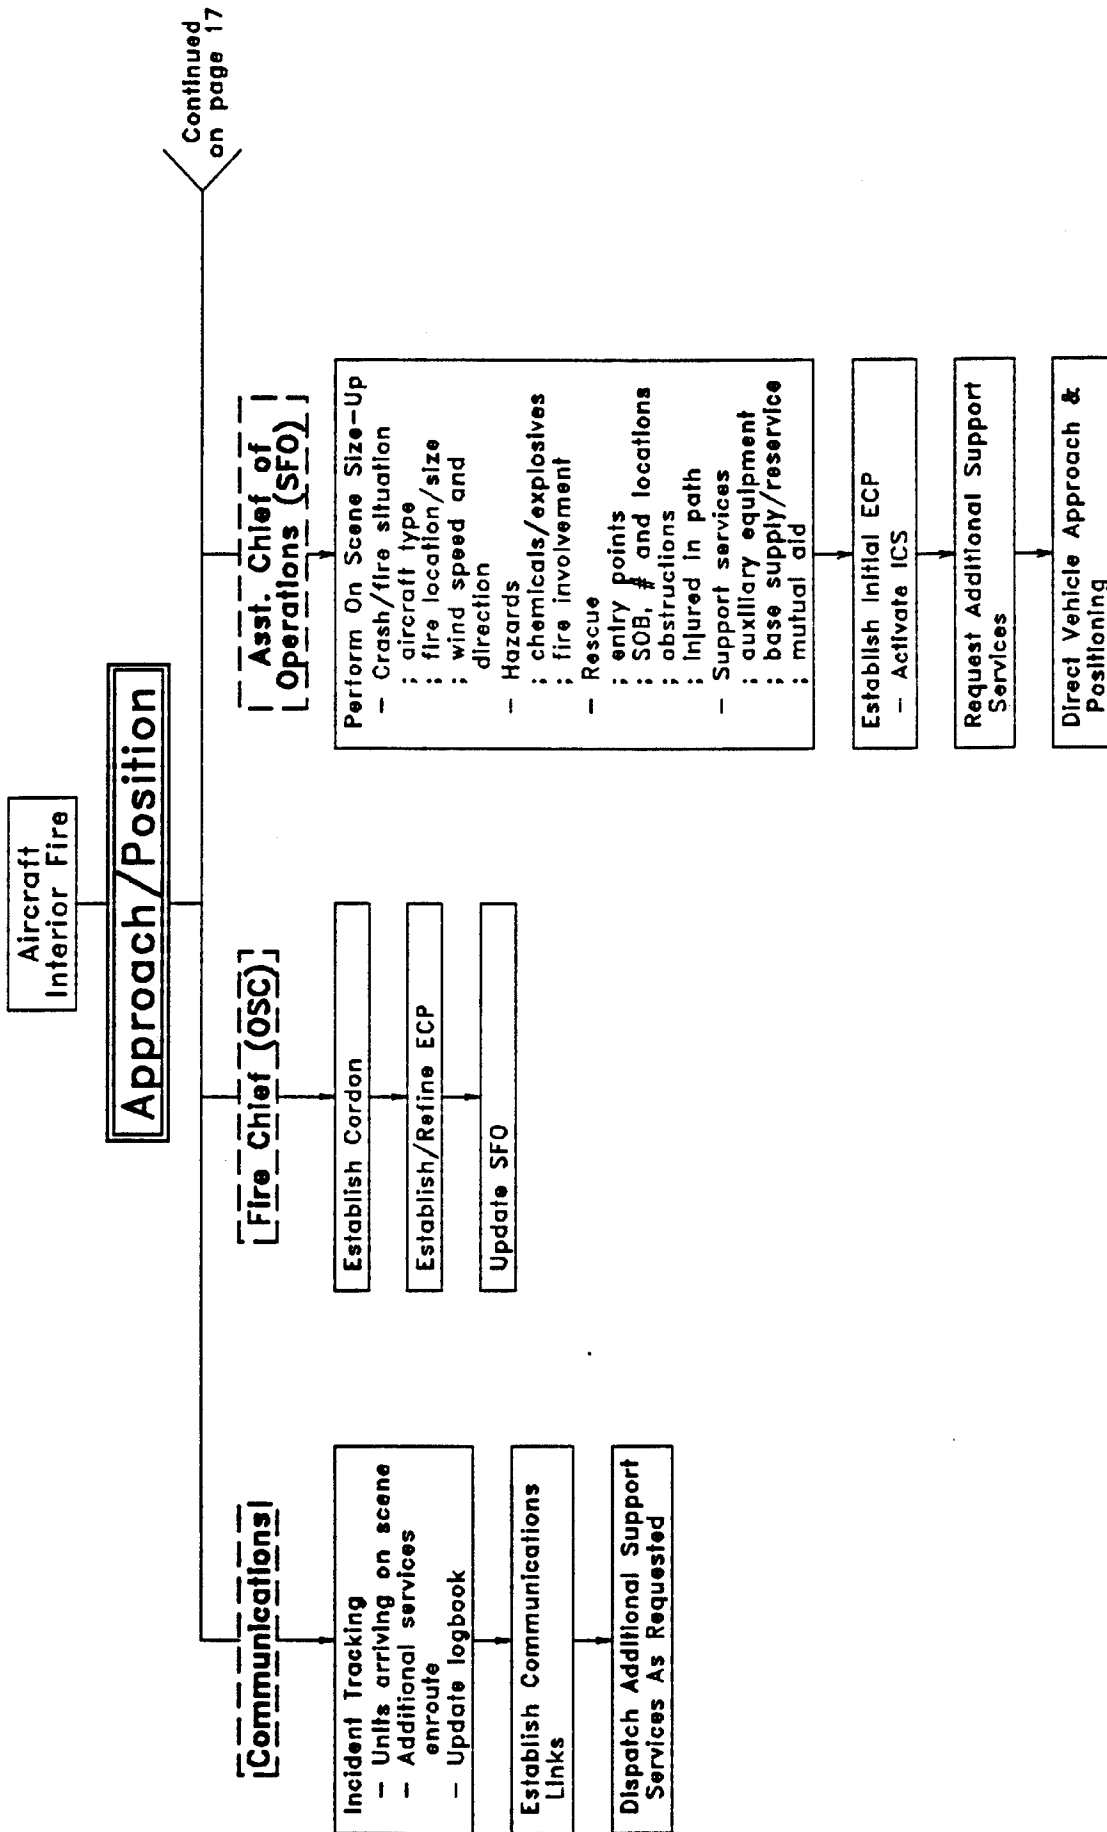 Aircraft
Interior Fire
Approach/Position
Continued
on page 17
Communications
Incident Tracking
— Units arriving on scene
— Additional services
enroute
— Update logbook
Establish Communications
Links
Dispatch Additional Support
Services As Requested
Fire Chief (OSC)
Establish Cordon
Establish/Refine ECP
Update SFO
Asst. Chief of
Operations (SFO)
Perform On Scene Size-Up
— Crash/fire situation
; aircraft type
; fire location/size
; wind speed and
direction
— Hazards
; chemicals/explosives
; fire involvement
— Rescue
; entry points
; SOB, # and locations
; abstructions
; Injured in path
— Support services
; auxiliary equipment
; base supply/reservice
; mutual aid
Establish Initial ECP
— Activate ICS
Request Additional Support
Services
Direct Vehicle Approach &
Positioning